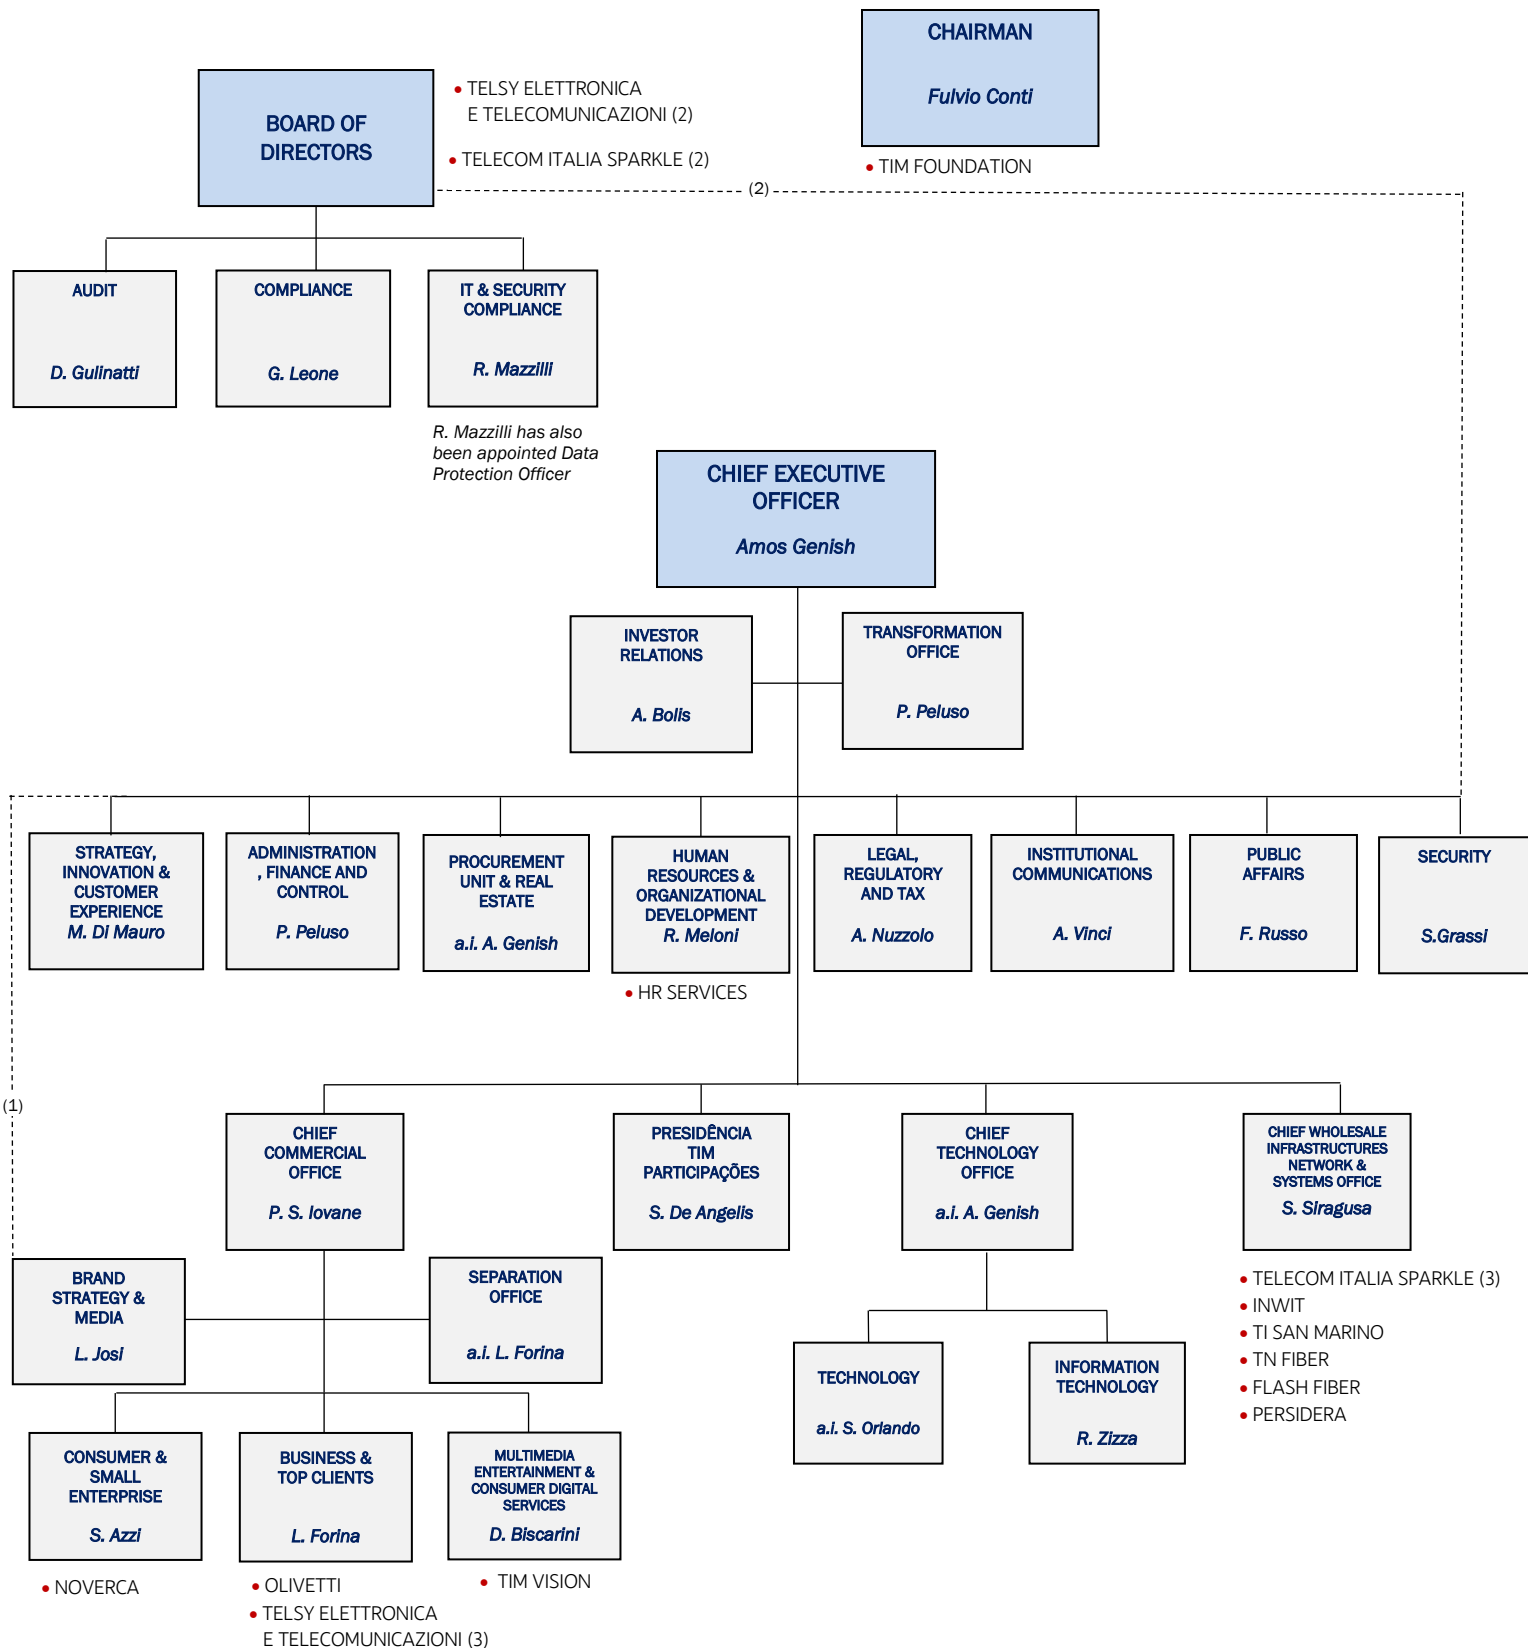 CHAIRMAN
Fulvio Conti
• TIM FOUNDATION
BOARD OF
DIRECTORS
• TELSY ELETTRONICA
E TELECOMUNICAZIONI (2)
• TELECOM ITALIA SPARKLE (2)
(2)
AUDIT
D. Gulinatti
COMPLIANCE
G. Leone
IT & SECURITY
COMPLIANCE
R. Mazzilli
R. Mazzilli has also
been appointed Data
Protection Officer
CHIEF EXECUTIVE
OFFICER
Amos Genish
INVESTOR
RELATIONS
A. Bolis
TRANSFORMATION
OFFICE
P. Peluso
STRATEGY,
INNOVATION &
CUSTOMER
EXPERIENCE
M. Di Mauro
ADMINISTRATION
, FINANCE AND
CONTROL
P. Peluso
PROCUREMENT
UNIT & REAL
ESTATE
a.i. A. Genish
HUMAN
RESOURCES &
ORGANIZATIONAL
DEVELOPMENT
R. Meloni
• HR SERVICES
LEGAL,
REGULATORY
AND TAX
A. Nuzzolo
INSTITUTIONAL
COMMUNICATIONS
A. Vinci
PUBLIC
AFFAIRS
F. Russo
SECURITY
S.Grassi
(1)
CHIEF
COMMERCIAL
OFFICE
P. S. Iovane
PRESIDÊNCIA
TIM
PARTICIPAÇÕES
S. De Angelis
CHIEF
TECHNOLOGY
OFFICE
a.i. A. Genish
CHIEF WHOLESALE
INFRASTRUCTURES
NETWORK &
SYSTEMS OFFICE
S. Siragusa
• TELECOM ITALIA SPARKLE (3)
• INWIT
• TI SAN MARINO
• TN FIBER
• FLASH FIBER
• PERSIDERA
BRAND
STRATEGY &
MEDIA
L. Josi
SEPARATION
OFFICE
a.i. L. Forina
TECHNOLOGY
a.i. S. Orlando
INFORMATION
TECHNOLOGY
R. Zizza
CONSUMER &
SMALL
ENTERPRISE
S. Azzi
• NOVERCA
BUSINESS &
TOP CLIENTS
L. Forina
• OLIVETTI
• TELSY ELETTRONICA
E TELECOMUNICAZIONI (3)
MULTIMEDIA
ENTERTAINMENT &
CONSUMER DIGITAL
SERVICES
D. Biscarini
• TIM VISION